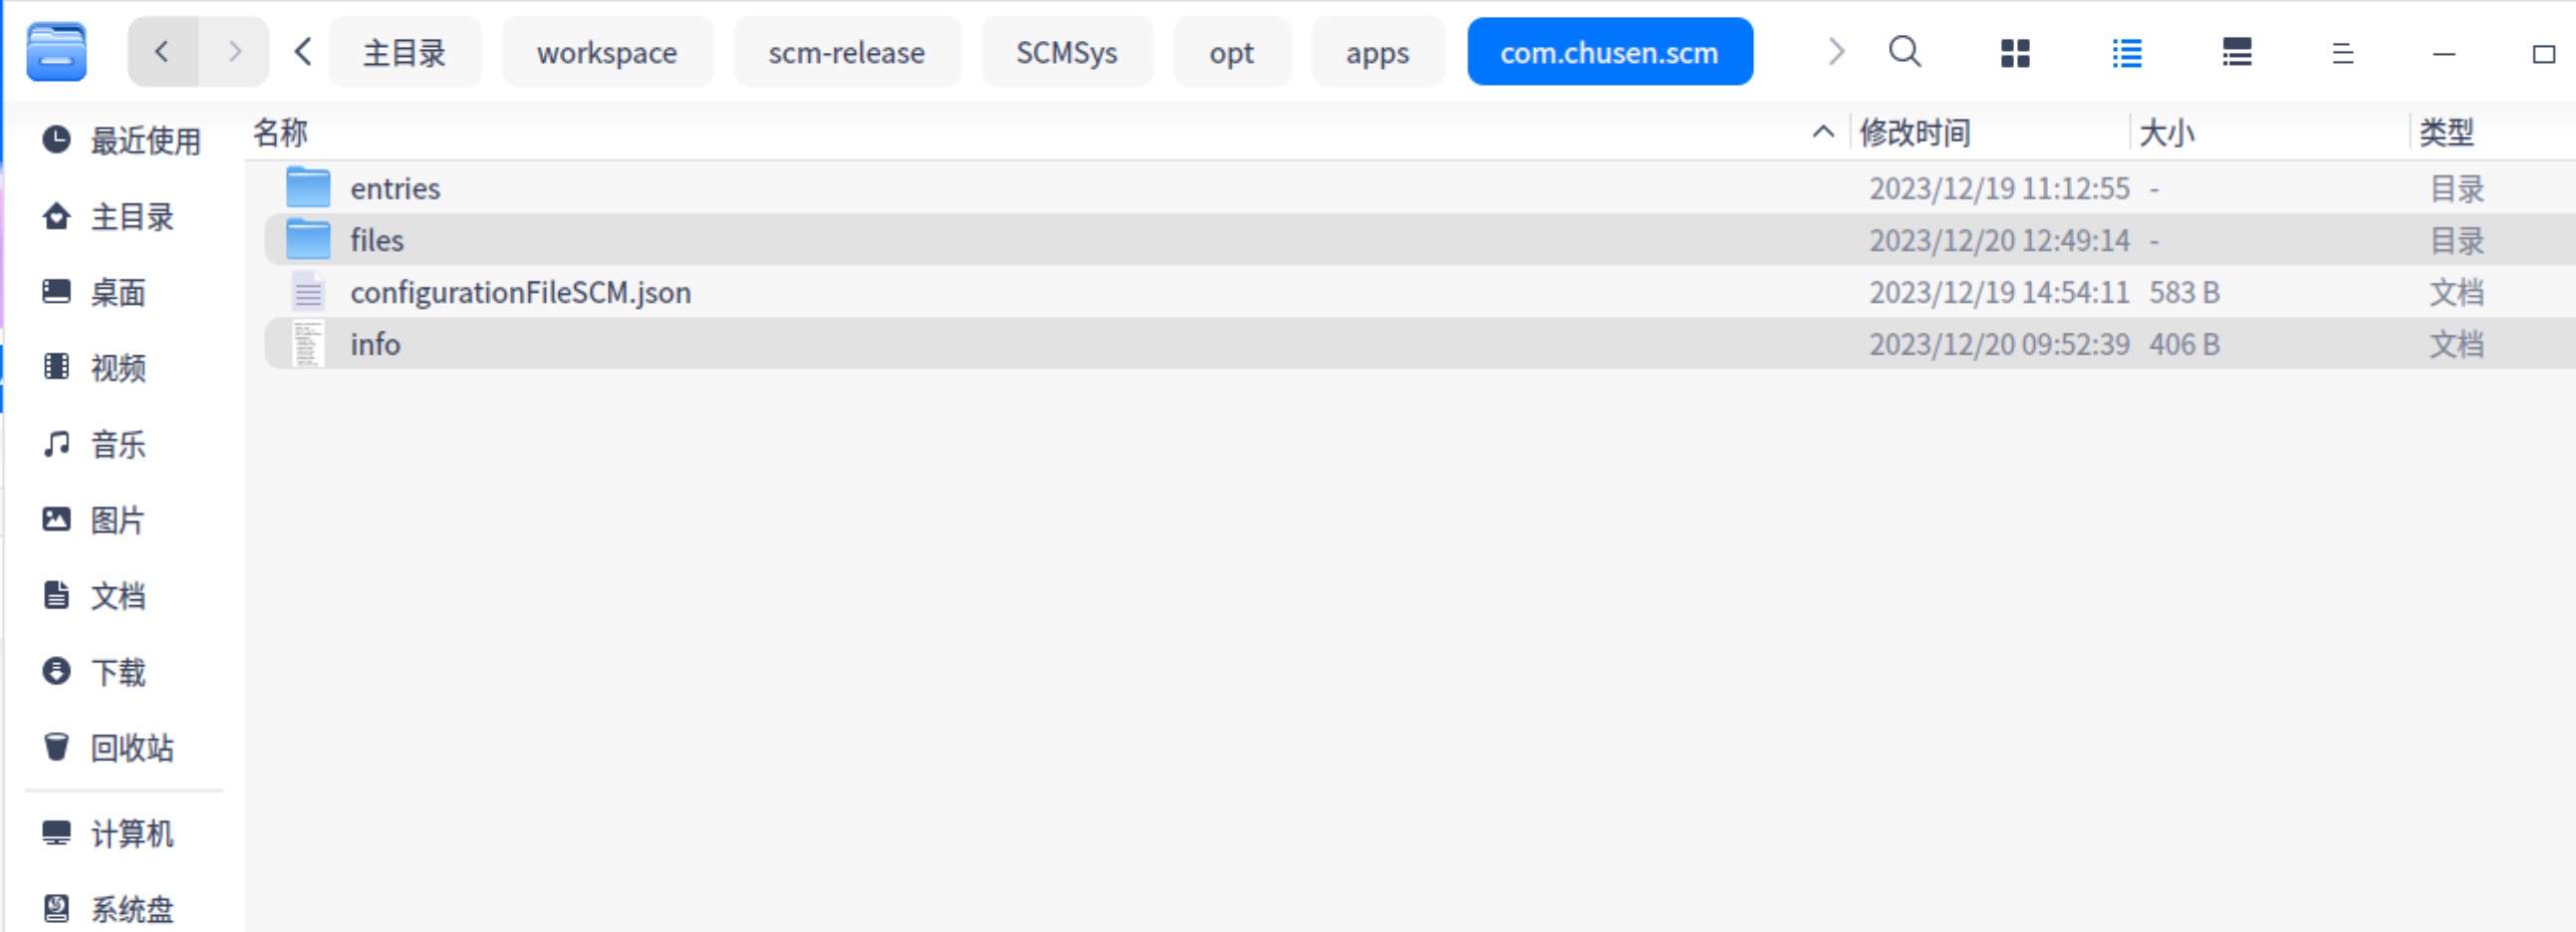 主目录 workspace scm-release SCMSys opt apps com.chusen.scm
名称 修改时间 大小 类型
entries 2023/12/19 11:12:55 - 目录
files 2023/12/20 12:49:14 - 目录
configurationFileSCM.json 2023/12/19 14:54:11 583 B 文档
info 2023/12/20 09:52:39 406 B 文档
最近使用
主目录
桌面
视频
音乐
图片
文档
下载
回收站
计算机
系统盘